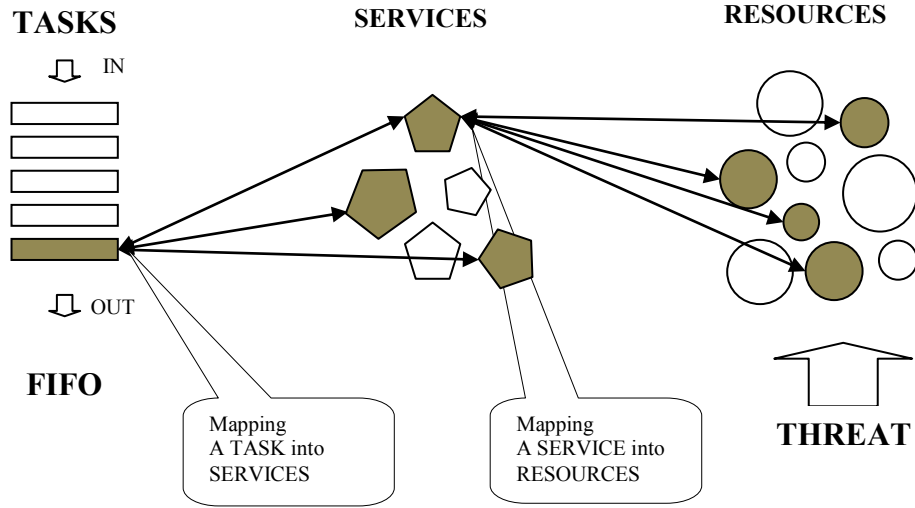 TASKS
SERVICES
RESOURCES
IN
OUT
FIFO
Mapping
A TASK into
SERVICES
Mapping
A SERVICE into
RESOURCES
THREAT